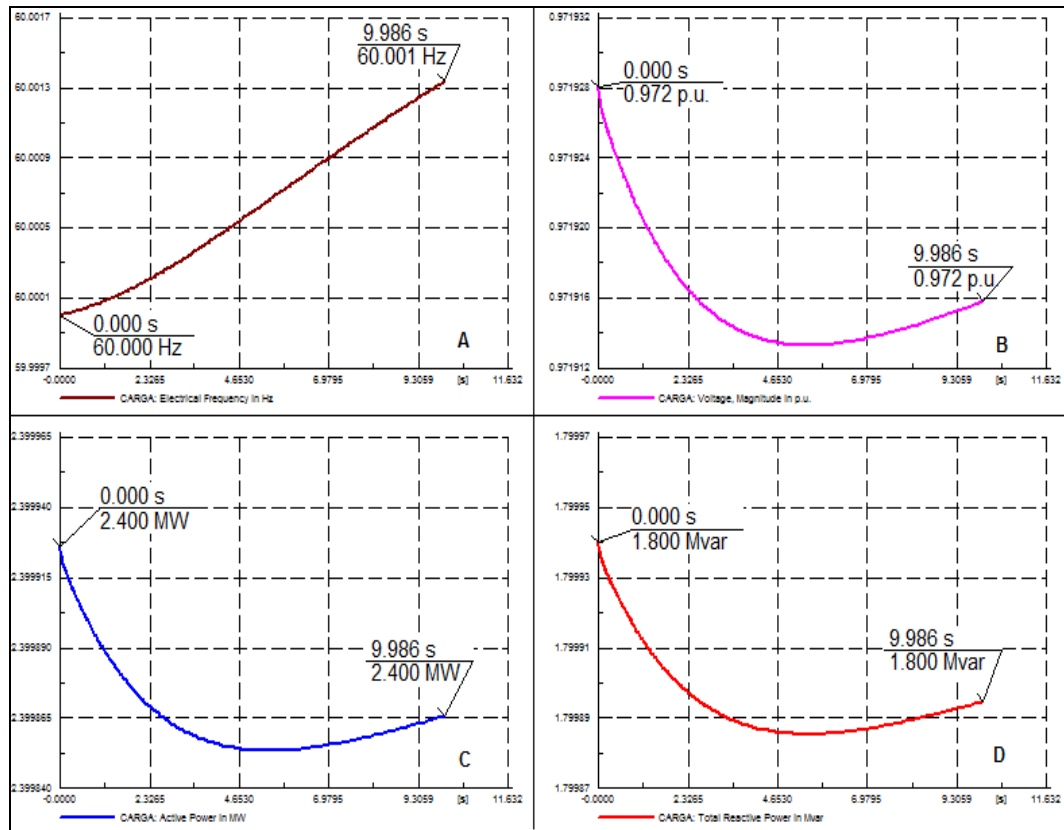 60.0017
60.0013
60.0009
60.0005
60.0001
59.9997
9.986 s
60.001 Hz
0.000 s
60.000 Hz
A
-0.0000 2.3265 4.6530 6.9795 9.3059 [s] 11.632
CARGA: Electrical Frequency in Hz
0.971932
0.971928
0.971924
0.971920
0.971916
0.971912
0.000 s
0.972 p.u.
9.986 s
0.972 p.u.
B
-0.0000 2.3265 4.6530 6.9795 9.3059 [s] 11.632
CARGA: Voltage, Magnitude in p.u.
2.399965
2.399940
2.399915
2.399890
2.399865
2.399840
0.000 s
2.400 MW
9.986 s
2.400 MW
C
-0.0000 2.3265 4.6530 6.9795 9.3059 [s] 11.632
CARGA: Active Power in MW
1.79997
1.79995
1.79993
1.79991
1.79989
1.79987
0.000 s
1.800 Mvar
9.986 s
1.800 Mvar
D
-0.0000 2.3265 4.6530 6.9795 9.3059 [s] 11.632
CARGA: Total Reactive Power in Mvar